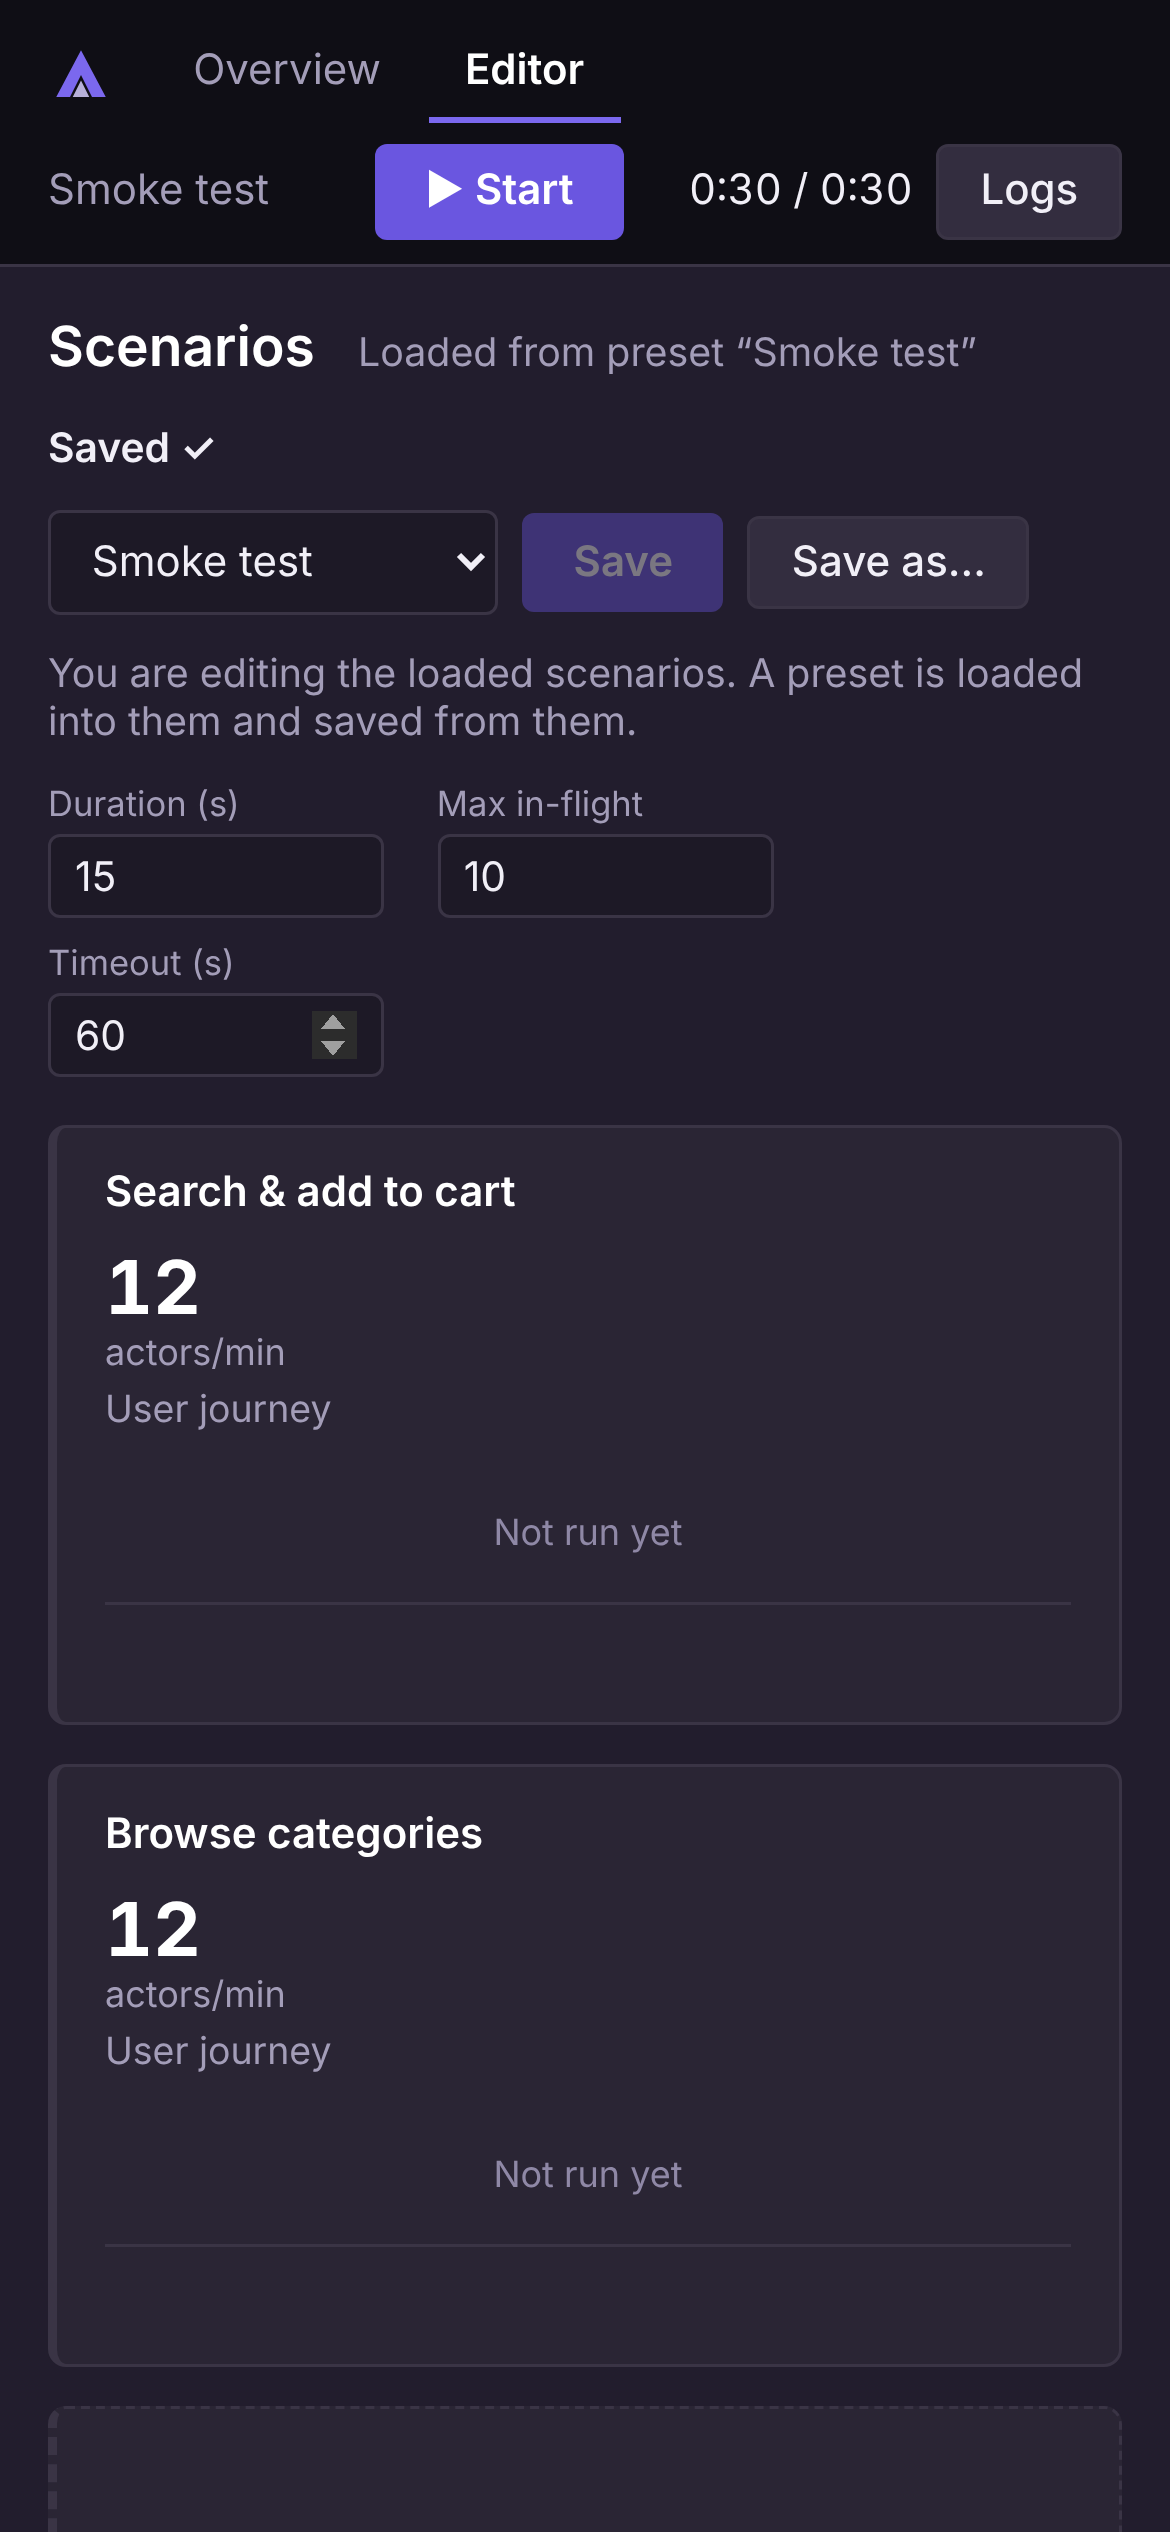 Overview Editor
Smoke test ▶ Start 0:30 / 0:30 Logs
Scenarios Loaded from preset “Smoke test”
Saved ✓
Smoke test Save Save as...
You are editing the loaded scenarios. A preset is loaded
into them and saved from them.
Duration (s) Max in-flight
15 10
Timeout (s)
60
Search & add to cart
12
actors/min
User journey
Not run yet
Browse categories
12
actors/min
User journey
Not run yet